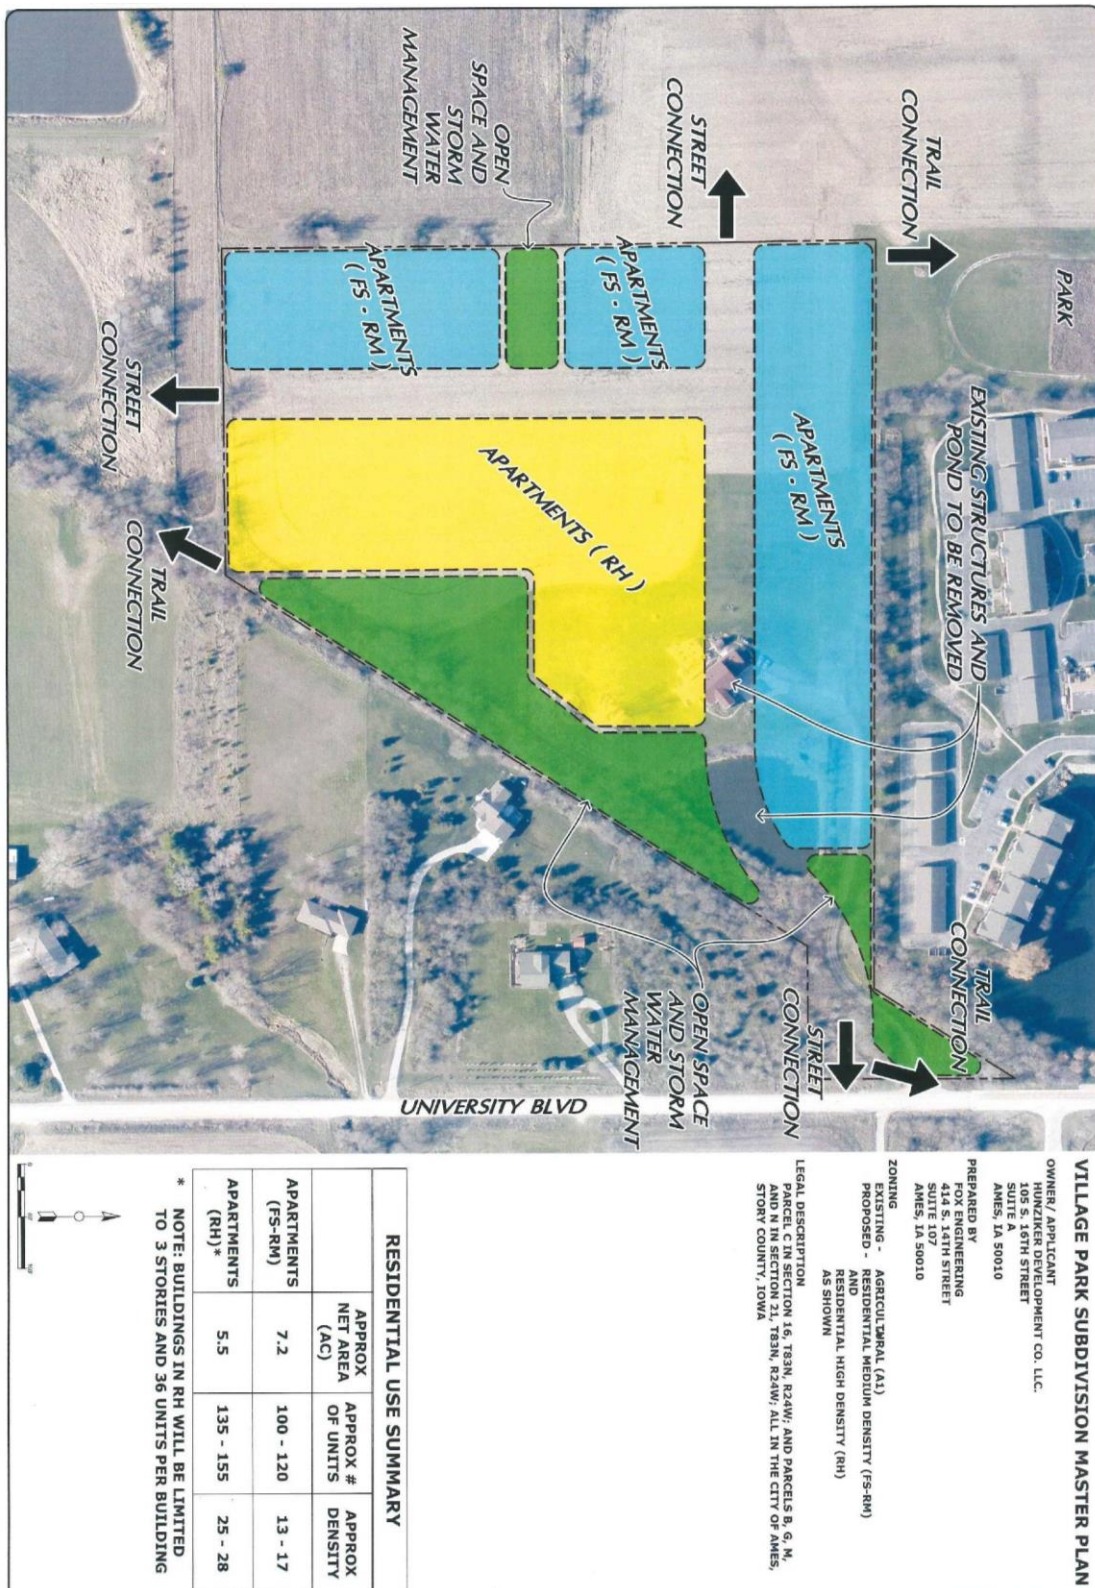 VILLAGE PARK SUBDIVISION MASTER PLAN
OWNER/ APPLICANT
HUNZIKER DEVELOPMENT CO. LLC.
105 S. 16TH STREET
SUITE A
AMES, IA 50010
PREPARED BY
FOX ENGINEERING
414 S. 14TH STREET
SUITE 107
AMES, IA 50010
ZONING
EXISTING - AGRICULTURAL (A1)
PROPOSED - RESIDENTIAL MEDIUM DENSITY (FS-RM)
AND
RESIDENTIAL HIGH DENSITY (RH)
AS SHOWN
LEGAL DESCRIPTION
PARCEL C IN SECTION 16, T83N, R24W; AND PARCELS B, G, M,
AND N IN SECTION 21, T83N, R24W; ALL IN THE CITY OF AMES,
STORY COUNTY, IOWA
RESIDENTIAL USE SUMMARY
APPROX NET AREA (AC)
APPROX # OF UNITS
APPROX DENSITY
APARTMENTS (FS-RM) 7.2 100 - 120 13 - 17
APARTMENTS (RH)* 5.5 135 - 155 25 - 28
* NOTE: BUILDINGS IN RH WILL BE LIMITED
TO 3 STORIES AND 36 UNITS PER BUILDING
TRAIL
CONNECTION
PARK
EXISTING STRUCTURES AND
POND TO BE REMOVED
TRAIL
CONNECTION
STREET
CONNECTION
APARTMENTS
( FS - RM )
STREET
CONNECTION
OPEN
SPACE AND
STORM
WATER
MANAGEMENT
APARTMENTS
( FS - RM )
APARTMENTS ( RH )
OPEN SPACE
AND STORM
WATER
MANAGEMENT
APARTMENTS
( FS - RM )
STREET
CONNECTION
TRAIL
CONNECTION
UNIVERSITY BLVD